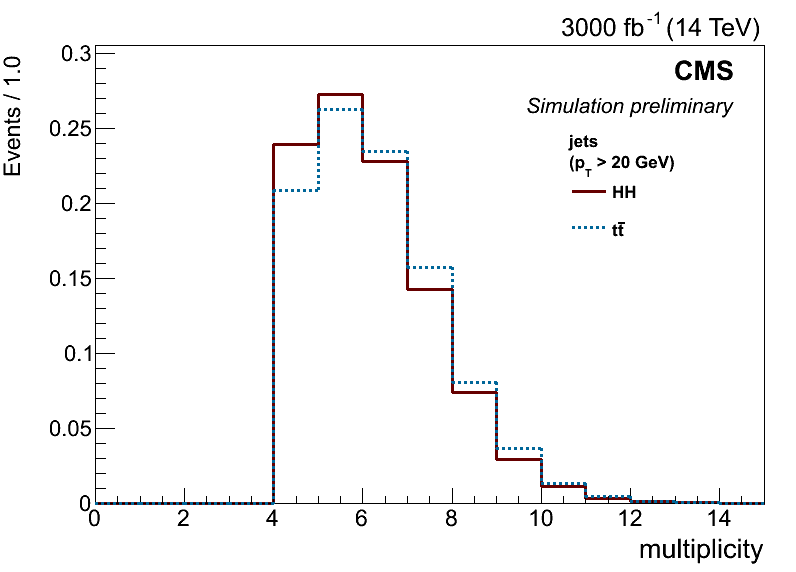 3000 fb⁻¹ (14 TeV)
CMS
Simulation preliminary
jets
(p_T > 20 GeV)
HH
tt̄
Events / 1.0
0.3
0.25
0.2
0.15
0.1
0.05
0
0 2 4 6 8 10 12 14
multiplicity